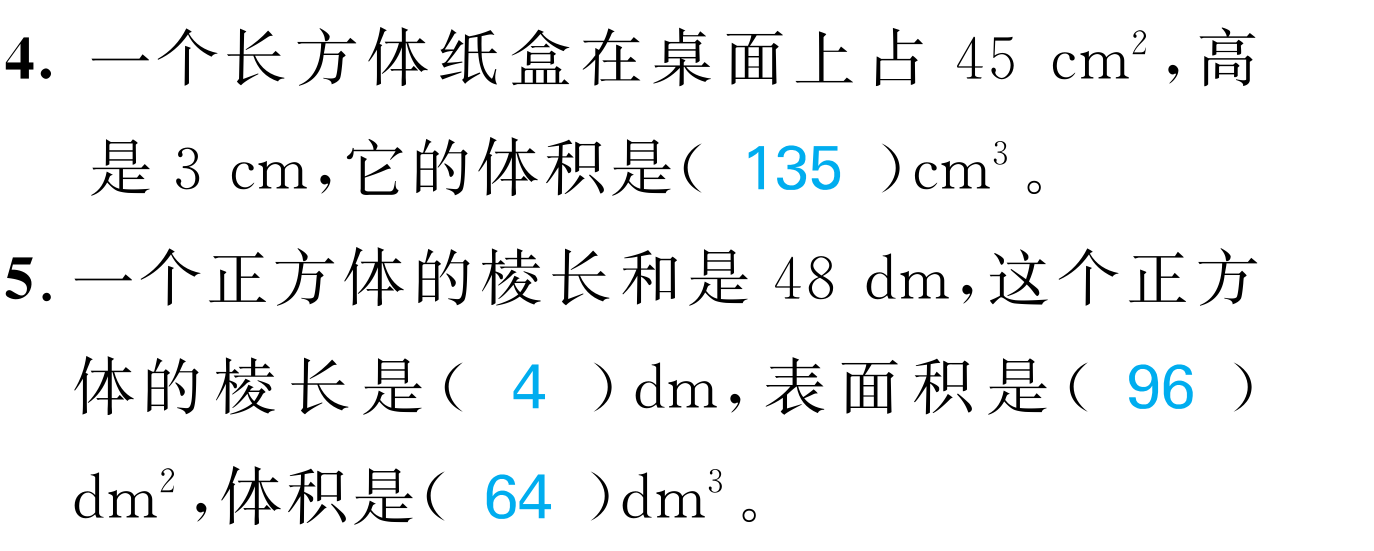 4. 一个长方体纸盒在桌面上占 45 cm²,高
是 3 cm,它的体积是( 135 )cm³。
5. 一个正方体的棱长和是 48 dm,这个正方
体的棱长是( 4 )dm,表面积是( 96 )
dm²,体积是( 64 )dm³。